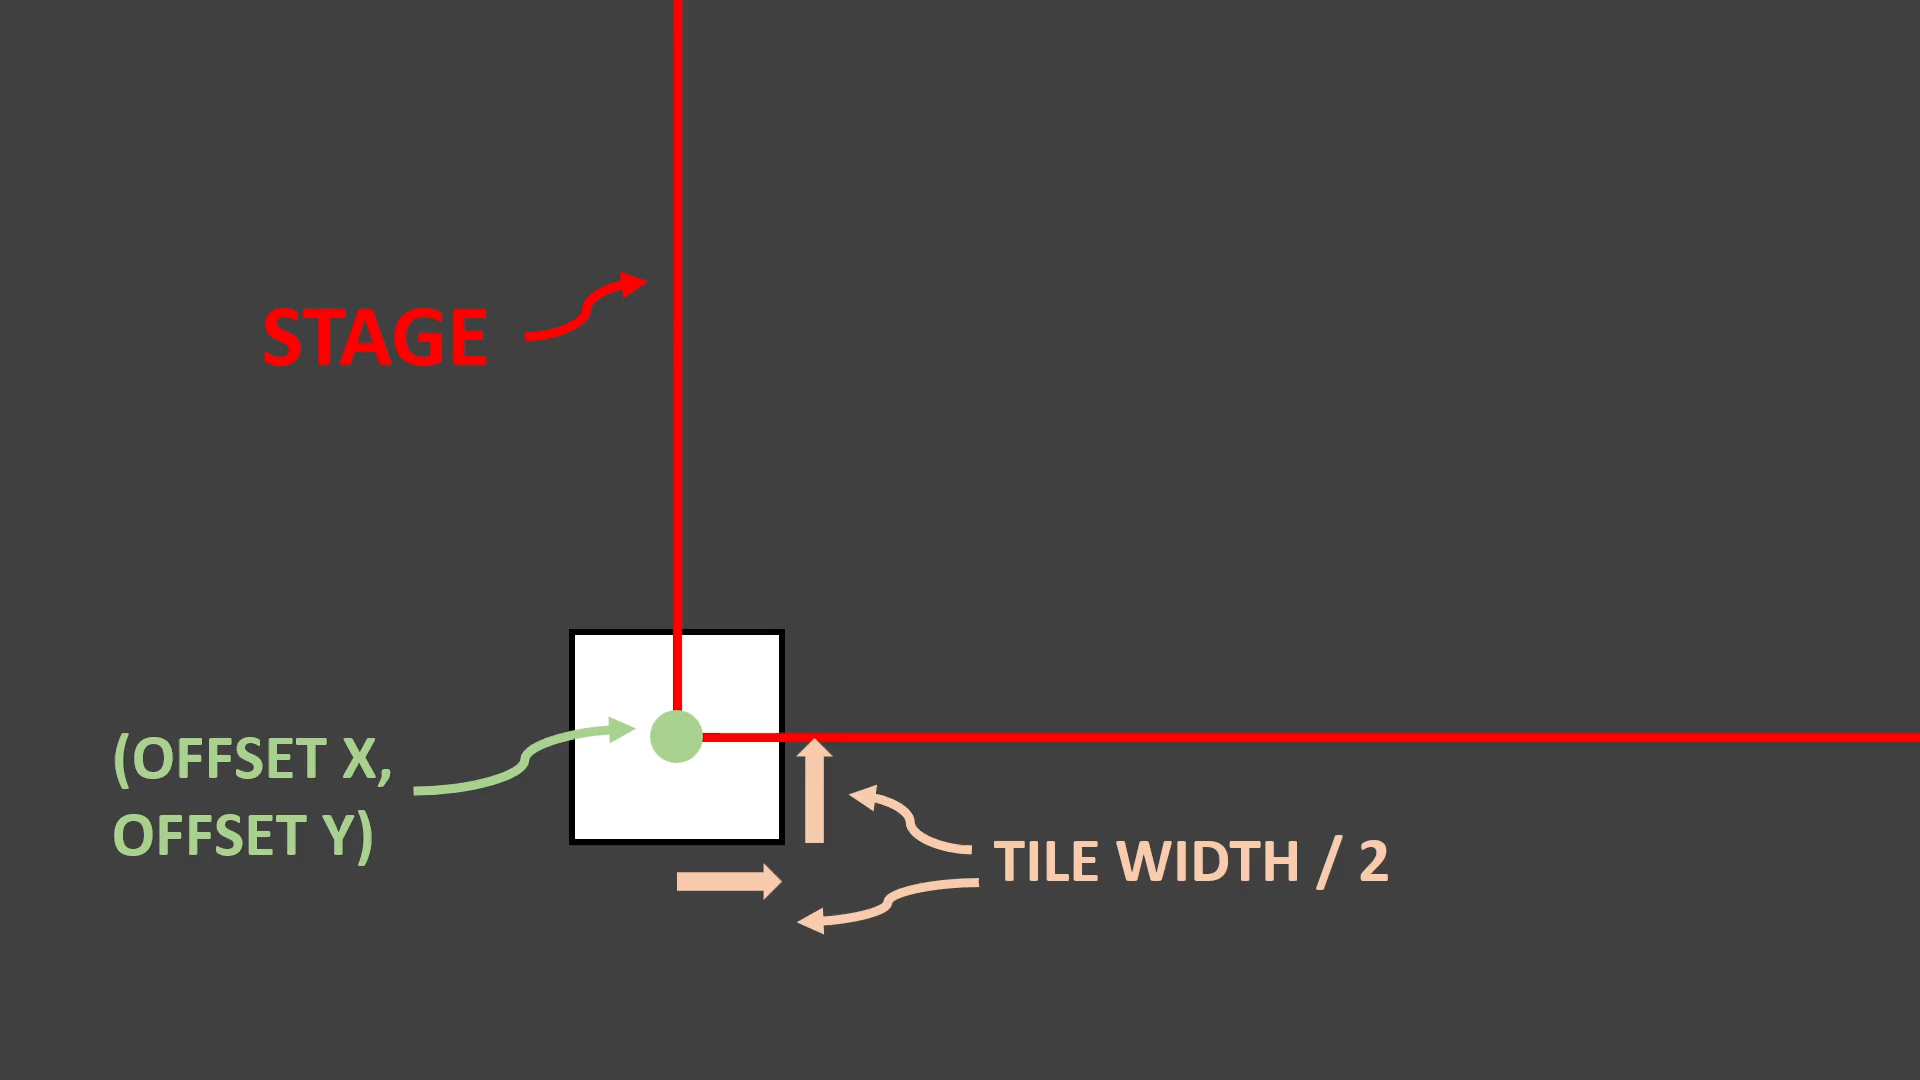 STAGE
(OFFSET X,
OFFSET Y)
TILE WIDTH / 2